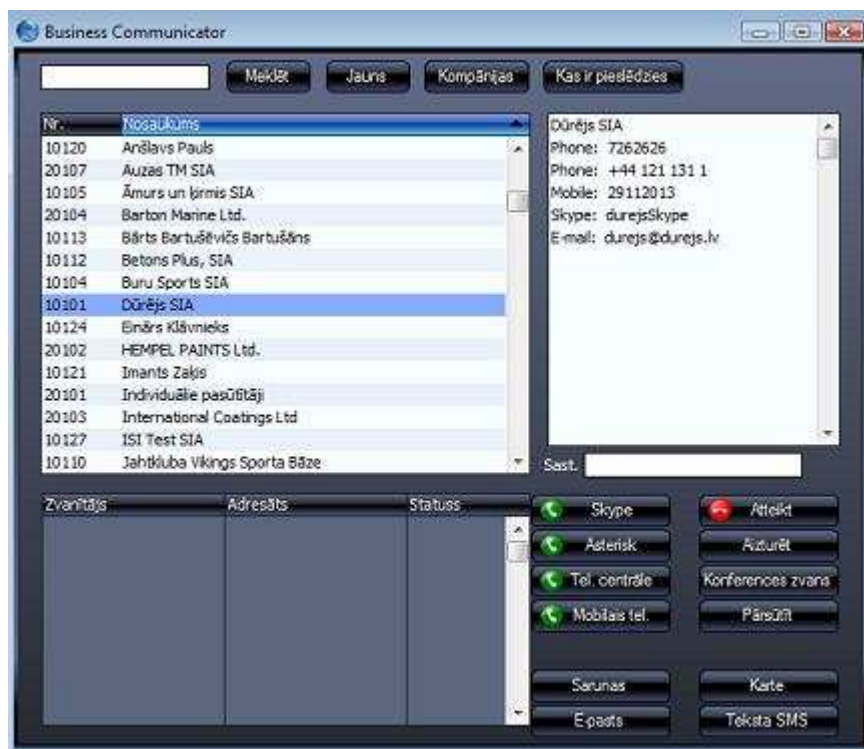 Business Communicator
Meklēt Jauns Kompānijas Kas ir pieslēdzies
Nr. Nosaukums
10120 Anšlavs Pauls
20107 Auzas TM SIA
10105 Āmurs un ķirmis SIA
20104 Barton Marine Ltd.
10113 Bārts Bartušēvičs Bartušāns
10112 Betons Plus, SIA
10104 Buru Sports SIA
10101 Dūrējs SIA
10124 Einārs Klāvnieks
20102 HEMPEL PAINTS Ltd.
10121 Imants Zaķis
20101 Individuālie pasūtītāji
20103 International Coatings Ltd
10127 ISI Test SIA
10110 Jahtkluba Vikings Sporta Bāze
Dūrējs SIA
Phone: 7262626
Phone: +44 121 131 1
Mobile: 29112013
Skype: durejsSkype
E-mail: durejs@durejs.lv
Sast.
Zvanītājs Adresāts Statuss
Skype Atteikt
Asterisk Aizturēt
Tel. centrāle Konferences zvans
Mobilais tel. Pārsūtīt
Sarunas Karte
E-pasts Teksta SMS